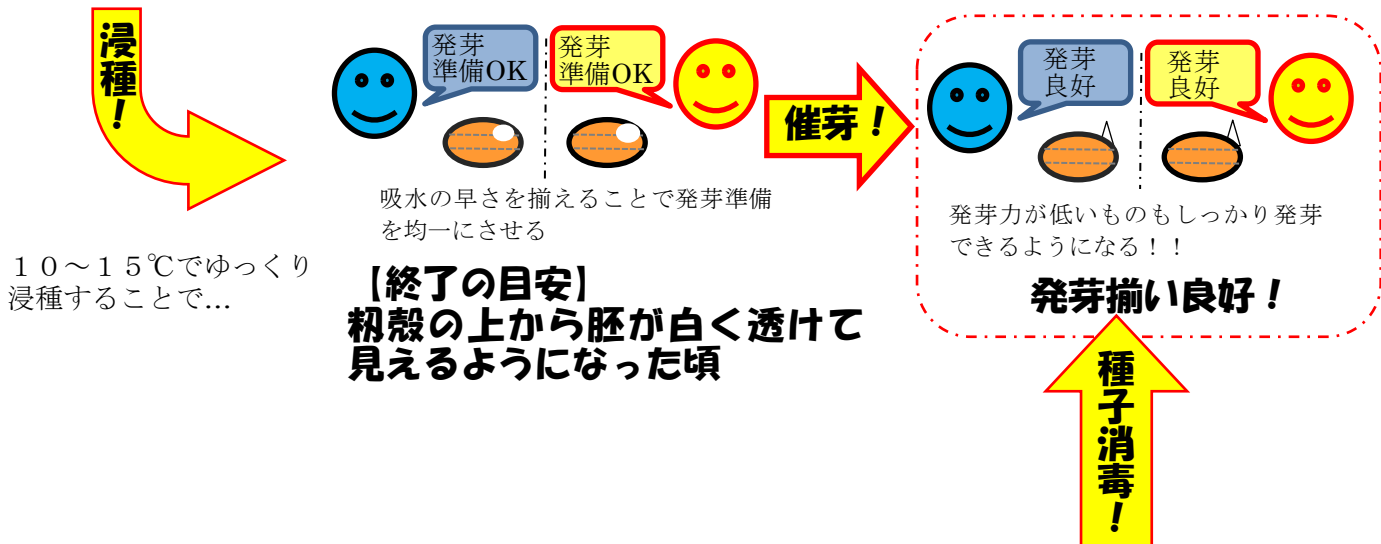 浸種！
１０～１５℃でゆっくり
浸種することで…
発芽
準備OK
発芽
準備OK
吸水の早さを揃えることで発芽準備
を均一にさせる
【終了の目安】
籾殻の上から胚が白く透けて
見えるようになった頃
催芽！
発芽
良好
発芽
良好
発芽力が低いものもしっかり発芽
できるようになる！！
発芽揃い良好！
種子消毒！